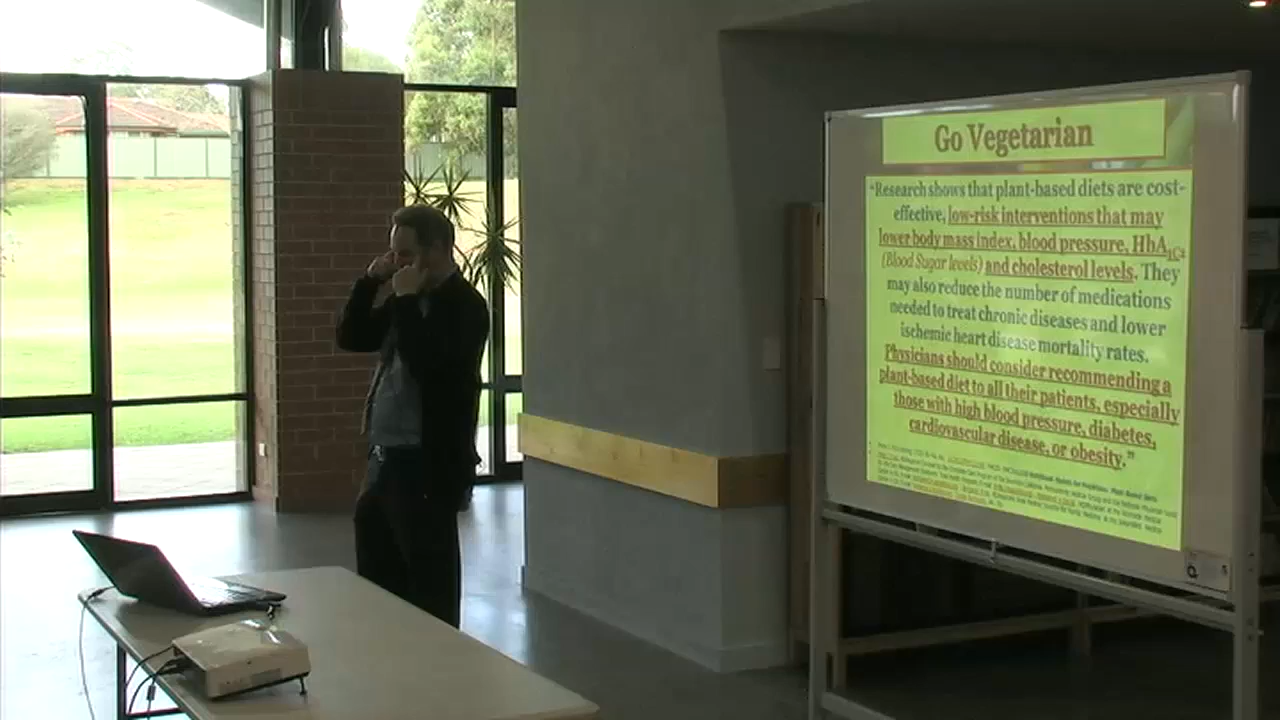 Go Vegetarian
“Research shows that plant-based diets are cost-
effective, low-risk interventions that may
lower body mass index, blood pressure, HbA1C,
(Blood Sugar levels) and cholesterol levels. They
may also reduce the number of medications
needed to treat chronic diseases and lower
ischemic heart disease mortality rates.
Physicians should consider recommending a
plant-based diet to all their patients, especially
those with high blood pressure, diabetes,
cardiovascular disease, or obesity.”